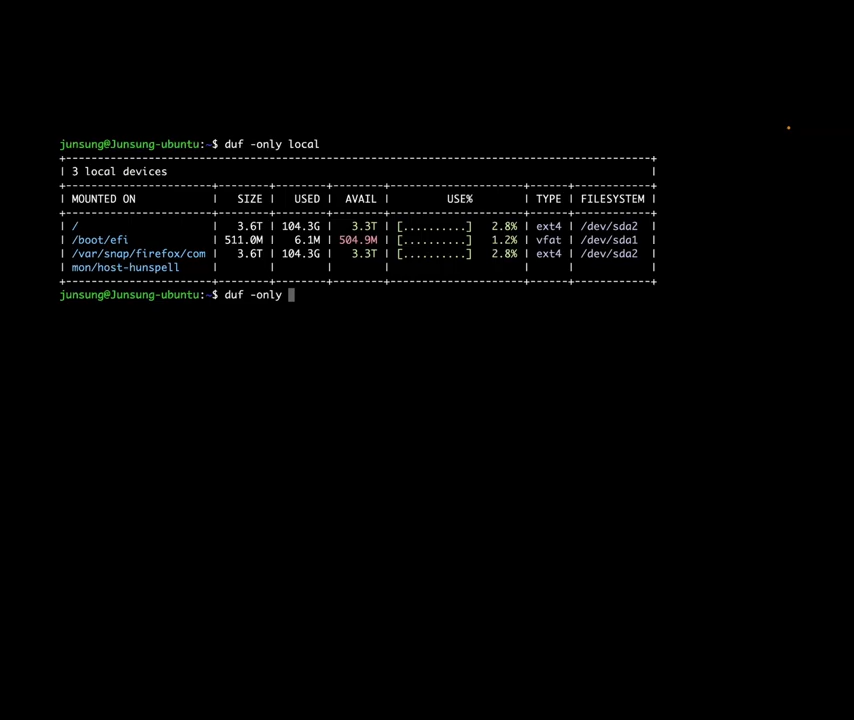 junsung@Junsung-ubuntu:~$ duf -only local
+------------------------------------------------------------------------------------------------+
| 3 local devices                                                                                |
+------------------------+---------+---------+--------+-----------------------+------+-------------+
| MOUNTED ON             |    SIZE |    USED |  AVAIL |         USE%          | TYPE | FILESYSTEM  |
+------------------------+---------+---------+--------+-----------------------+------+-------------+
| /                      |    3.6T |  104.3G |   3.3T | [..........]     2.8% | ext4 | /dev/sda2   |
| /boot/efi              |  511.0M |    6.1M | 504.9M | [..........]     1.2% | vfat | /dev/sda1   |
| /var/snap/firefox/com  |    3.6T |  104.3G |   3.3T | [..........]     2.8% | ext4 | /dev/sda2   |
| mon/host-hunspell      |         |         |        |                       |      |             |
+------------------------+---------+---------+--------+-----------------------+------+-------------+
junsung@Junsung-ubuntu:~$ duf -only